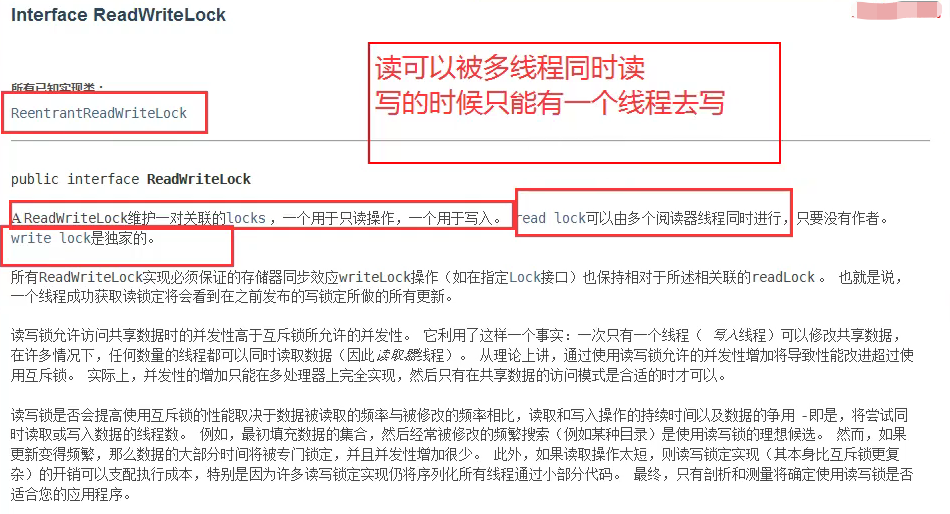 Interface ReadWriteLock
读可以被多线程同时读
写的时候只能有一个线程去写
所有已知实现类：
ReentrantReadWriteLock
public interface ReadWriteLock
A ReadWriteLock维护一对关联的locks ，一个用于只读操作，一个用于写入。 read lock可以由多个阅读器线程同时进行，只要没有作者。
write lock是独家的。
所有ReadWriteLock实现必须保证的存储器同步效应writeLock操作（如在指定Lock接口）也保持相对于所述相关联的readLock 。 也就是说，
一个线程成功获取读锁定将会看到在之前发布的写锁定所做的所有更新。
读写锁允许访问共享数据时的并发性高于互斥锁所允许的并发性。 它利用了这样一个事实：一次只有一个线程（ 写入线程）可以修改共享数据，
在许多情况下，任何数量的线程都可以同时读取数据（因此读取器线程）。 从理论上讲，通过使用读写锁允许的并发性增加将导致性能改进超过使
用互斥锁。 实际上，并发性的增加只能在多处理器上完全实现，然后只有在共享数据的访问模式是合适的时才可以。
读写锁是否会提高使用互斥锁的性能取决于数据被读取的频率与被修改的频率相比，读取和写入操作的持续时间以及数据的争用 -即是，将尝试同
时读取或写入数据的线程数。 例如，最初填充数据的集合，然后经常被修改的频繁搜索（例如某种目录）是使用读写锁的理想候选。 然而，如果
更新变得频繁，那么数据的大部分时间将被专门锁定，并且并发性增加很少。 此外，如果读取操作太短，则读写锁定实现（其本身比互斥锁更复
杂）的开销可以支配执行成本，特别是因为许多读写锁定实现仍将序列化所有线程通过小部分代码。 最终，只有剖析和测量将确定使用读写锁是否
适合您的应用程序。